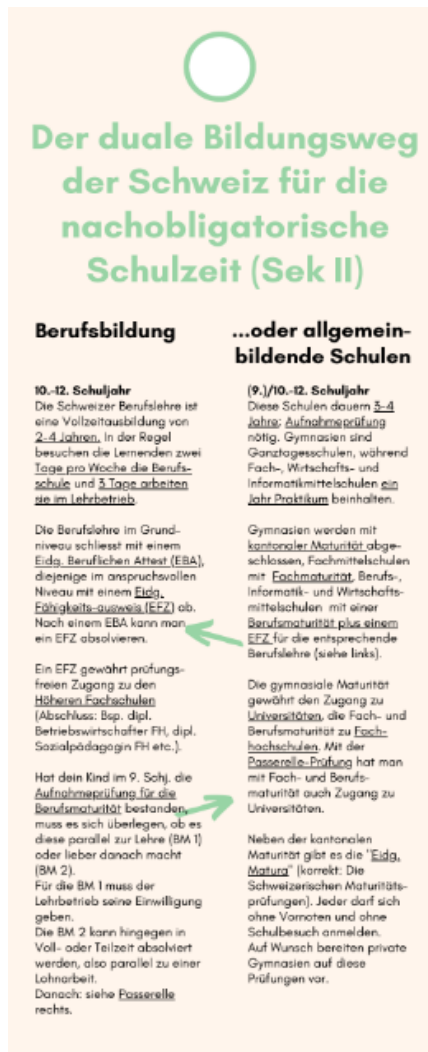 Der duale Bildungsweg
der Schweiz für die
nachobligatorische
Schulzeit (Sek II)
Berufsbildung
10.-12. Schuljahr
Die Schweizer Berufslehre ist
eine Vollzeitausbildung von
2-4 Jahren. In der Regel
besuchen die Lernenden zwei
Tage pro Woche die Berufs-
schule und 3 Tage arbeiten
sie im Lehrbetrieb.
Die Berufslehre im Grund-
niveau schliesst mit einem
Eidg. Beruflichen Attest (EBA),
diejenige im anspruchsvollen
Niveau mit einem Eidg.
Fähigkeits-ausweis (EFZ) ab.
Nach einem EBA kann man
ein EFZ absolvieren.
Ein EFZ gewährt prüfungs-
freien Zugang zu den
Höheren Fachschulen
(Abschluss: Bsp. dipl.
Betriebswirtschafter FH, dipl.
Sozialpädagogin FH etc.).
Hat dein Kind im 9. Schj. die
Aufnahmeprüfung für die
Berufsmaturität bestanden,
muss es sich überlegen, ob es
diese parallel zur Lehre (BM 1)
oder lieber danach macht
(BM 2).
Für die BM 1 muss der
Lehrbetrieb seine Einwilligung
geben.
Die BM 2 kann hingegen in
Voll- oder Teilzeit absolviert
werden, also parallel zu einer
Lohnarbeit.
Danach: siehe Passerelle
rechts.
...oder allgemein-
bildende Schulen
(9.)/10.-12. Schuljahr
Diese Schulen dauern 3-4
Jahre; Aufnahmeprüfung
nötig. Gymnasien sind
Ganztagesschulen, während
Fach-, Wirtschafts- und
Informatikmittelschulen ein
Jahr Praktikum beinhalten.
Gymnasien werden mit
kantonaler Maturität abge-
schlossen, Fachmittelschulen
mit Fachmaturität, Berufs-,
Informatik- und Wirtschafts-
mittelschulen mit einer
Berufsmaturität plus einem
EFZ für die entsprechende
Berufslehre (siehe links).
Die gymnasiale Maturität
gewährt den Zugang zu
Universitäten, die Fach- und
Berufsmaturität zu Fach-
hochschulen. Mit der
Passerelle-Prüfung hat man
mit Fach- und Berufs-
maturität auch Zugang zu
Universitäten.
Neben der kantonalen
Maturität gibt es die "Eidg.
Matura" (korrekt: Die
Schweizerischen Maturitäts-
prüfungen). Jeder darf sich
ohne Vornoten und ohne
Schulbesuch anmelden.
Auf Wunsch bereiten private
Gymnasien auf diese
Prüfungen vor.